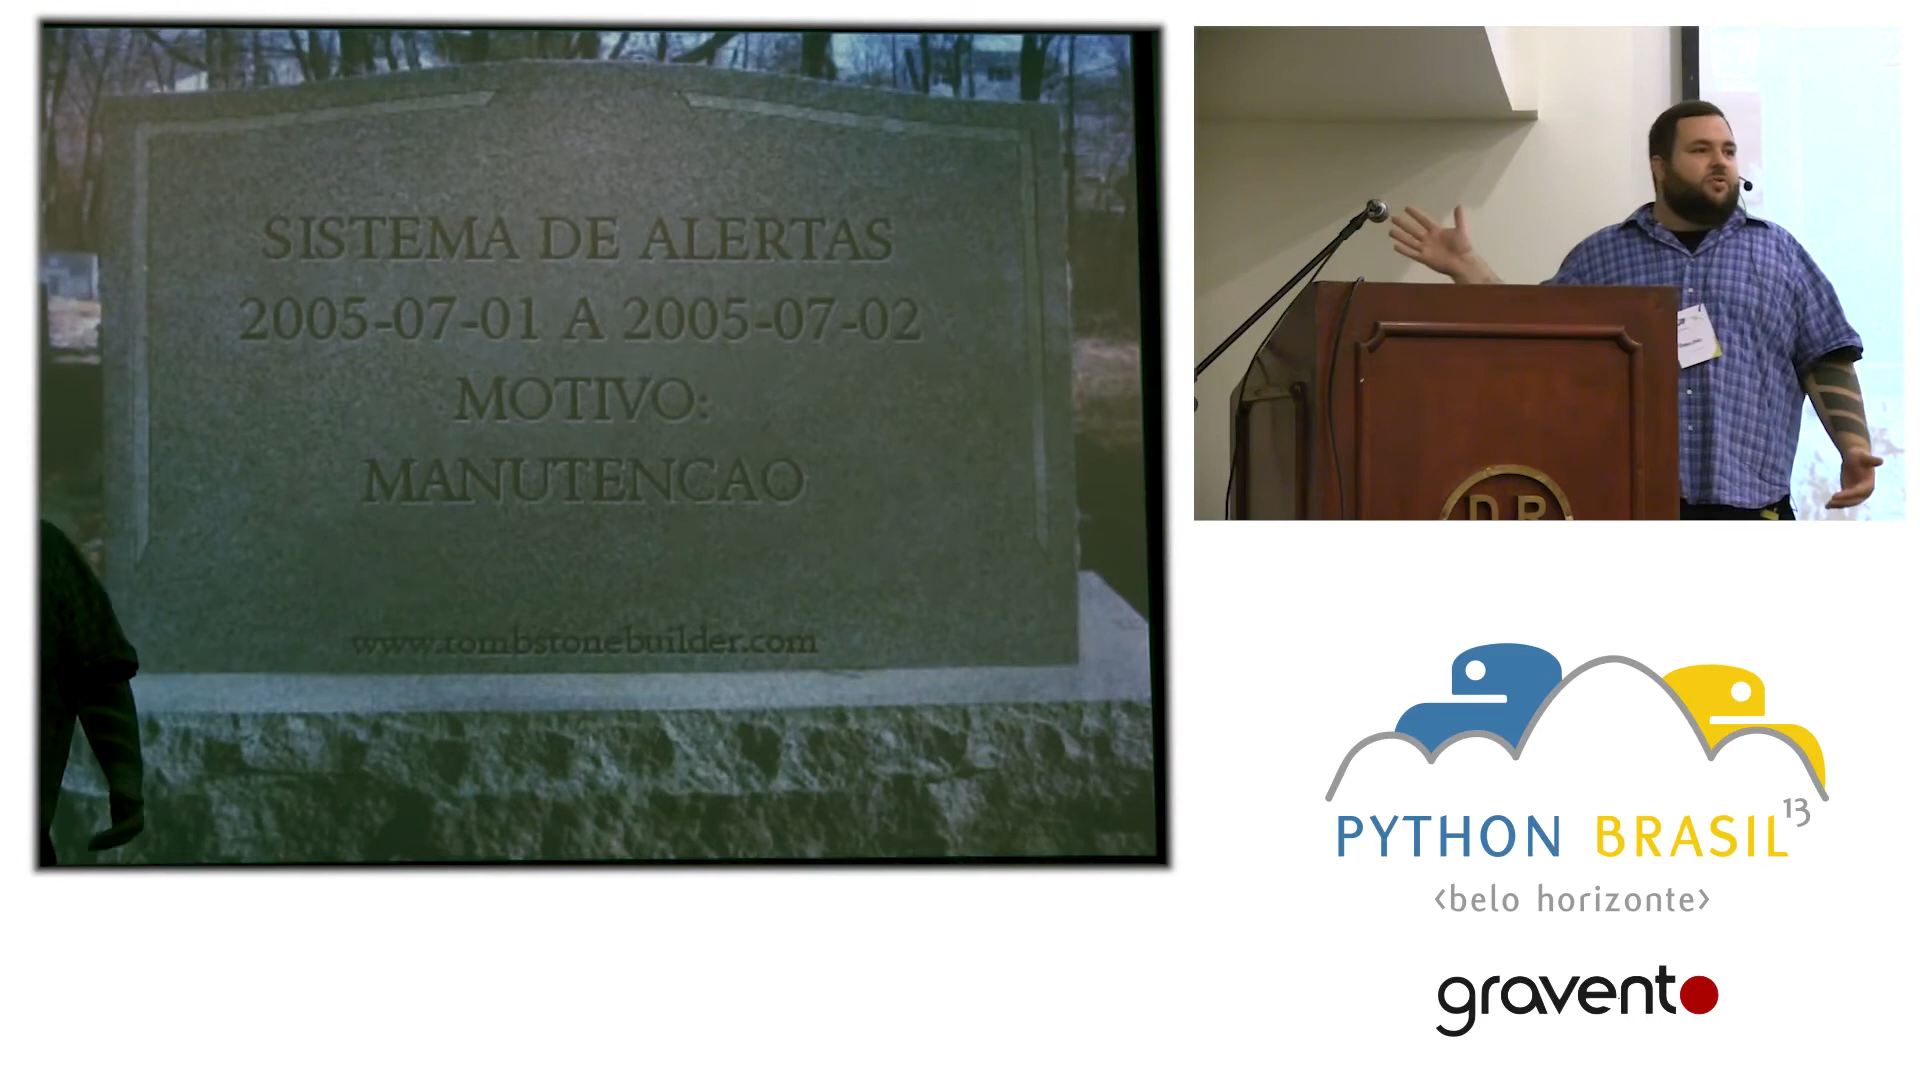 SISTEMA DE ALERTAS
2005-07-01 A 2005-07-02
MOTIVO:
MANUTENCAO
www.tombstonebuilder.com
DR
PYTHON BRASIL 13
<belo horizonte>
gravento